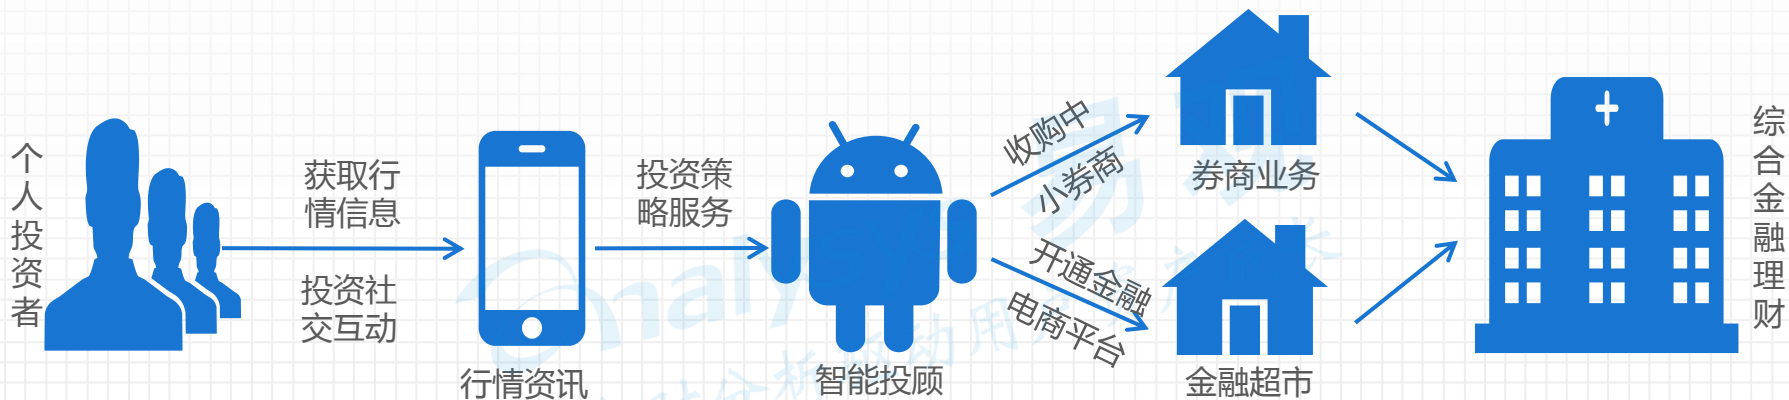 个人投资者
获取行
情信息
投资社
交互动
行情资讯
投资策
略服务
智能投顾
收购中
小券商
开通金融
电商平台
券商业务
金融超市
综合金融理财
analysys 易观